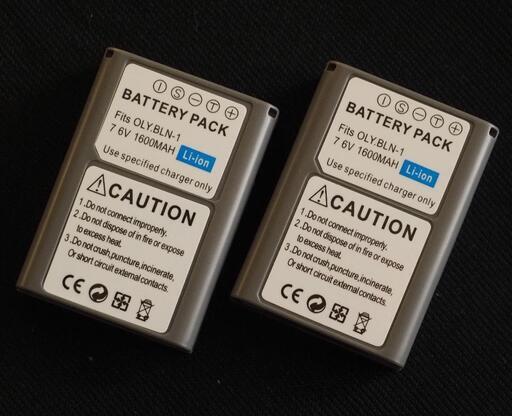 I S - T +
BATTERY PACK
Fits OLY.BLN-1
7.6V 1600MAH Li-ion
Use specified charger only
CAUTION
1.Do not connect improperly.
2.Do not dispose of in fire or expose
to excess heat.
3.Do not crush,puncture,incinerate,
Or short circuit external contacts.
CE
I S - T +
BATTERY PACK
Fits OLY.BLN-1
7.6V 1600MAH Li-ion
Use specified charger only
CAUTION
1.Do not connect improperly.
2.Do not dispose of in fire or expose
to excess heat.
3.Do not crush,puncture,incinerate,
Or short circuit external contacts.
CE